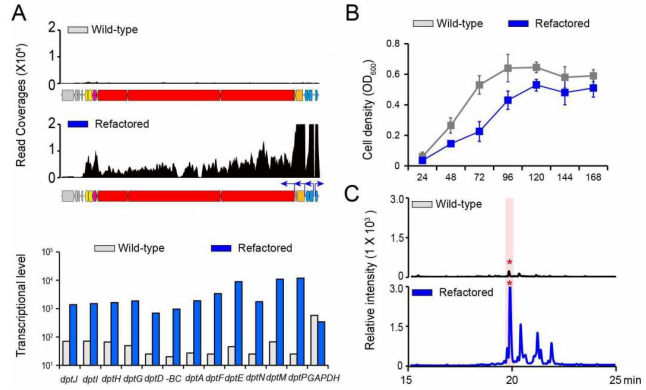 A
Read Coverages (X10⁴)
2
1
0
Wild-type
2
1
0
Refactored
Transcriptional level
10⁵
10⁴
10³
10²
10¹
Wild-type Refactored
dptJ dptI dptH dptG dptD -BC dptA dptF dptE dptN dptM dptP GAPDH
B
Wild-type Refactored
Cell density (OD₆₀₀)
0.8
0.6
0.4
0.2
0
24 48 72 96 120 144 168
C
Relative intensity (1 X 10³)
3.0
1.5
0
Wild-type
*
3.0
1.5
0
Refactored
*
15 20 25 min